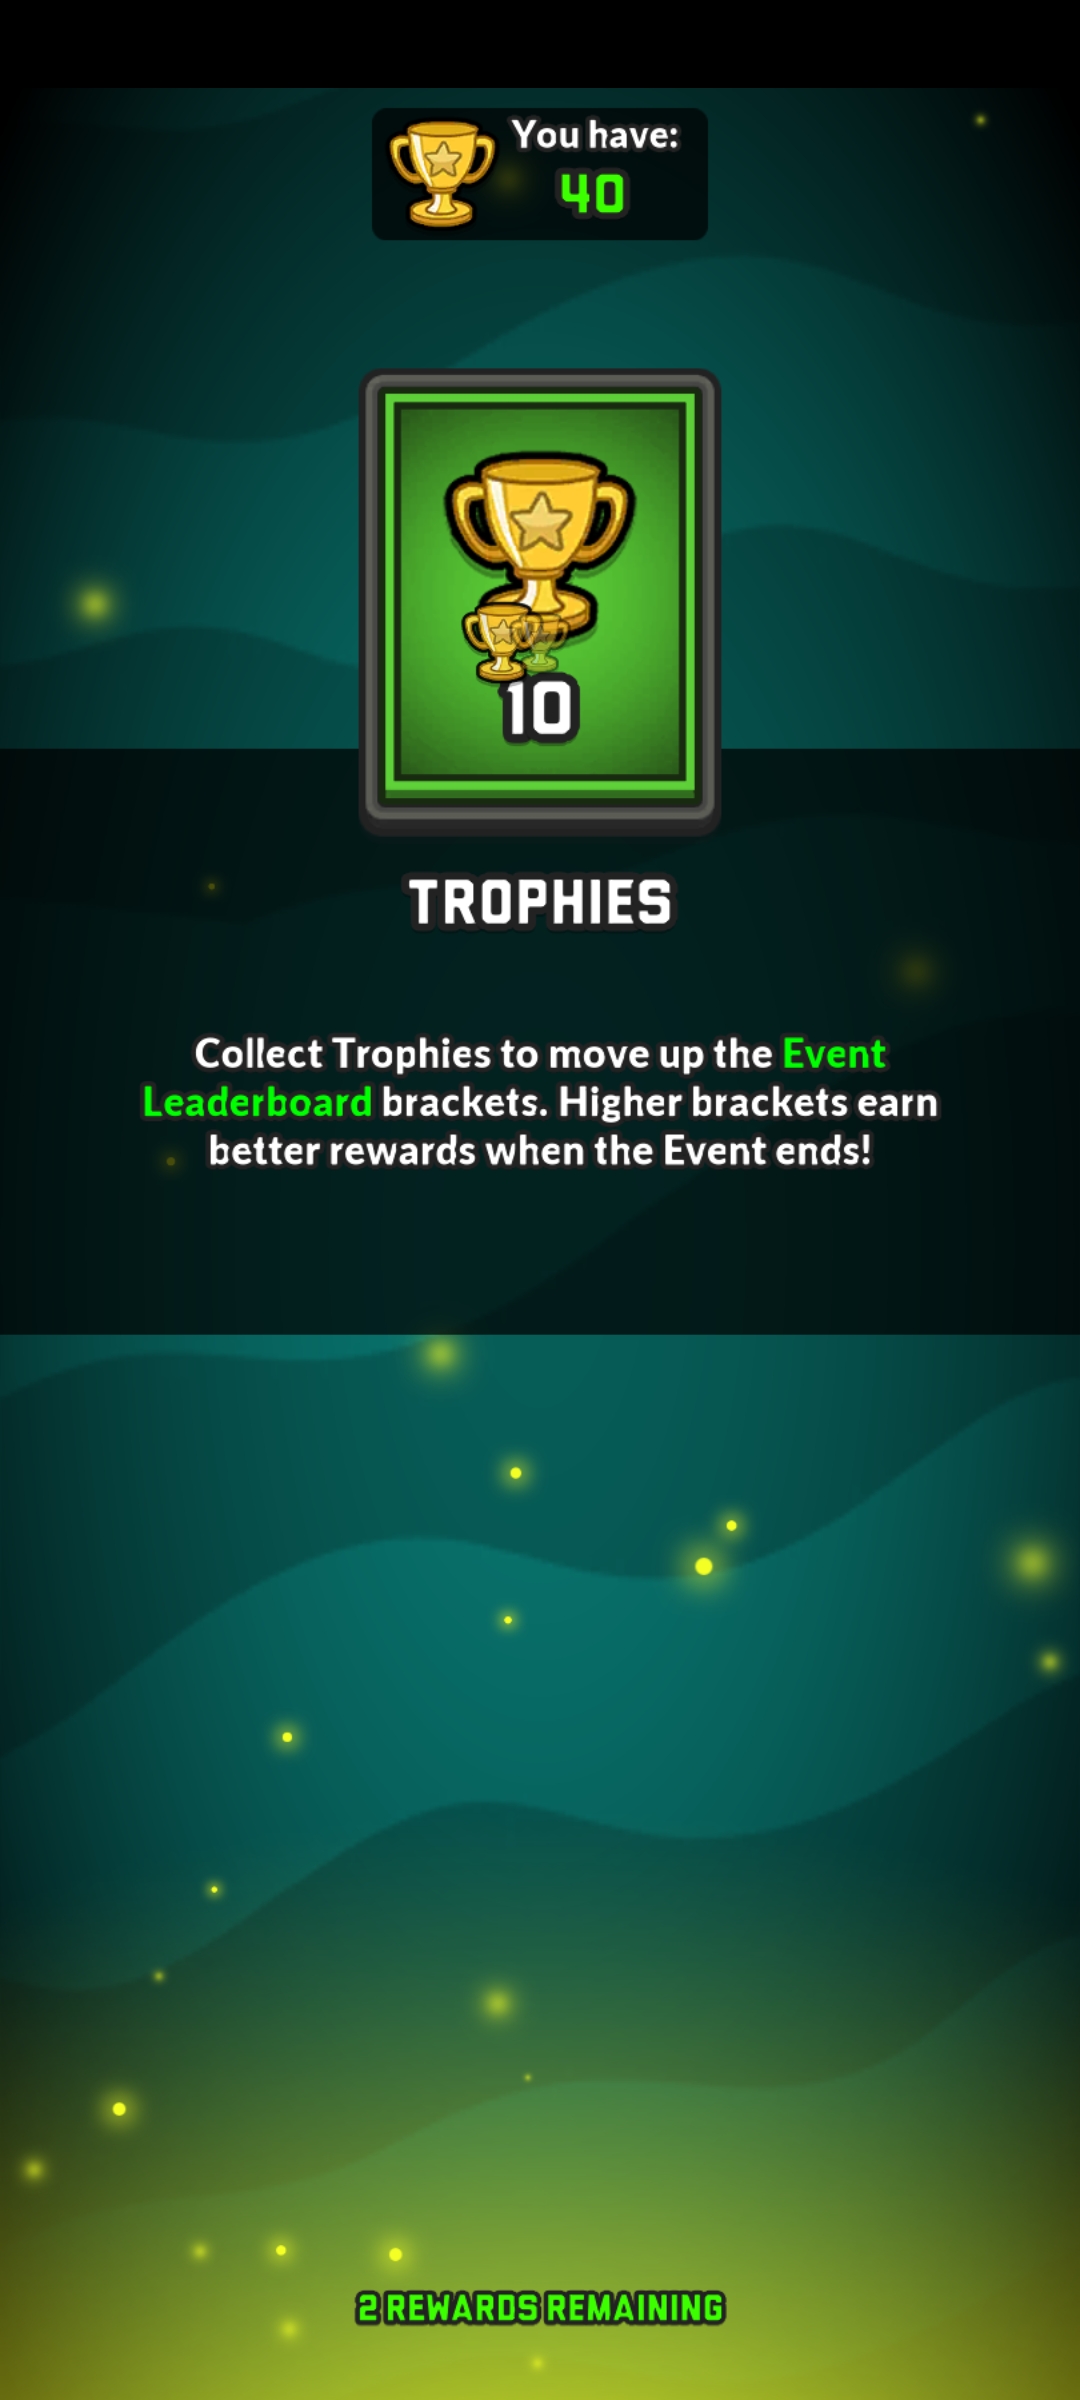 You have:
40
10
TROPHIES
Collect Trophies to move up the Event
Leaderboard brackets. Higher brackets earn
better rewards when the Event ends!
2 REWARDS REMAINING